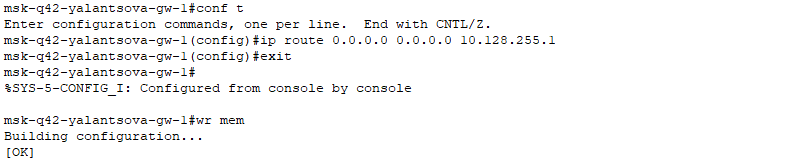 msk-q42-yalantsova-gw-1#conf t
Enter configuration commands, one per line.  End with CNTL/Z.
msk-q42-yalantsova-gw-1(config)#ip route 0.0.0.0 0.0.0.0 10.128.255.1
msk-q42-yalantsova-gw-1(config)#exit
msk-q42-yalantsova-gw-1#
%SYS-5-CONFIG_I: Configured from console by console

msk-q42-yalantsova-gw-1#wr mem
Building configuration...
[OK]